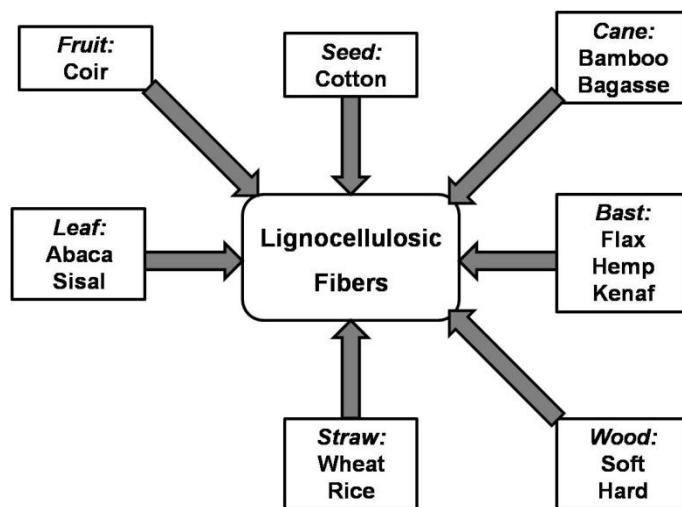 Fruit:
Coir
Seed:
Cotton
Cane:
Bamboo
Bagasse
Leaf:
Abaca
Sisal
Lignocellulosic
Fibers
Bast:
Flax
Hemp
Kenaf
Straw:
Wheat
Rice
Wood:
Soft
Hard